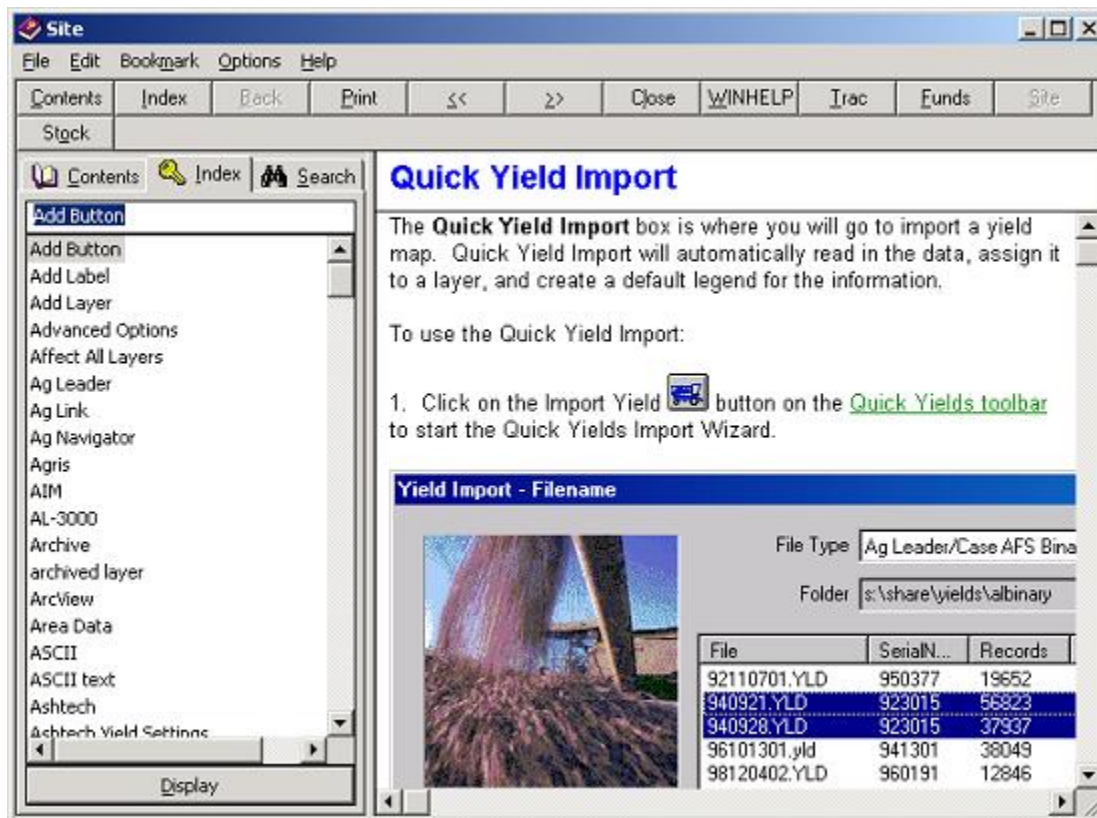 Site
File Edit Bookmark Options Help
Contents Index Back Print << >> Close WINHELP Trac Funds Site
Stock
Contents Index Search
Add Button
Add Button
Add Label
Add Layer
Advanced Options
Affect All Layers
Ag Leader
Ag Link
Ag Navigator
Agris
AIM
AL-3000
Archive
archived layer
ArcView
Area Data
ASCII
ASCII text
Ashtech
Ashtech Yield Settings
Display
Quick Yield Import
The Quick Yield Import box is where you will go to import a yield
map. Quick Yield Import will automatically read in the data, assign it
to a layer, and create a default legend for the information.
To use the Quick Yield Import:
1. Click on the Import Yield button on the Quick Yields toolbar
to start the Quick Yields Import Wizard.
Yield Import - Filename
File Type Ag Leader/Case AFS Bina
Folder s:\share\yields\albinary
File SerialN... Records
92110701.YLD 950377 19652
940921.YLD 923015 56823
940928.YLD 923015 37937
96101301.yld 941301 38049
98120402.YLD 960191 12846